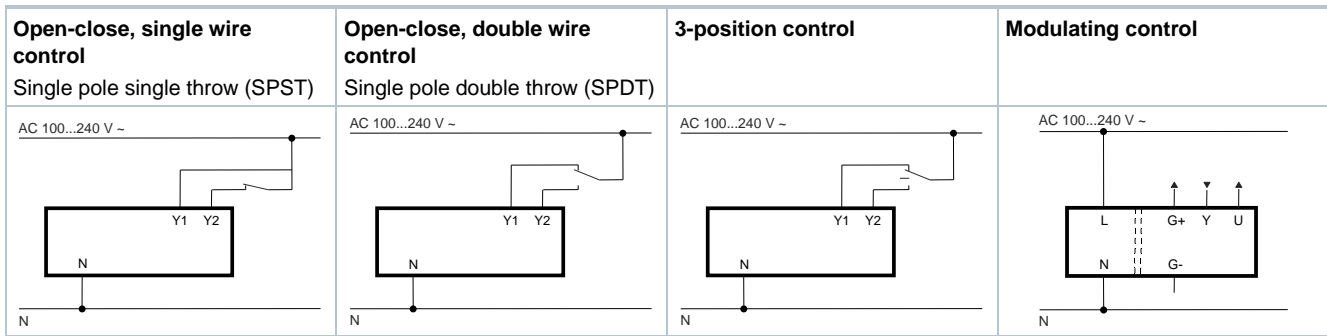 Open-close, single wire
control
Single pole single throw (SPST)
Open-close, double wire
control
Single pole double throw (SPDT)
3-position control
Modulating control
AC 100...240 V ~
Y1 Y2
N
N
AC 100...240 V ~
Y1 Y2
N
N
AC 100...240 V ~
Y1 Y2
N
N
AC 100...240 V ~
L G+ Y U
N G-
N